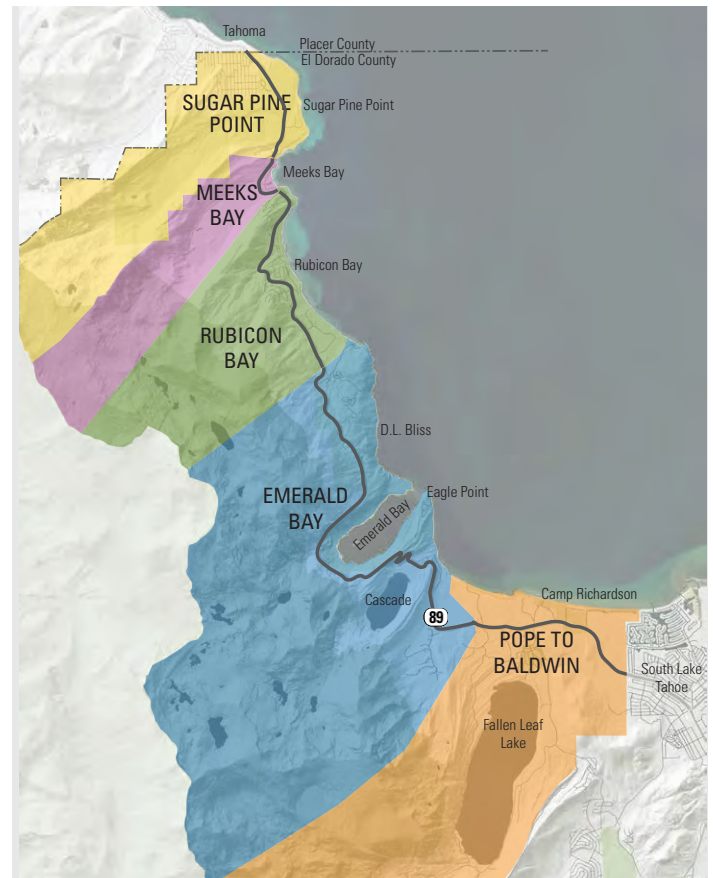 Tahoma
Placer County
El Dorado County
SUGAR PINE
POINT
Sugar Pine Point
Meeks Bay
MEEKS
BAY
Rubicon Bay
RUBICON
BAY
D.L. Bliss
EMERALD
BAY
Eagle Point
Emerald Bay
Cascade
Camp Richardson
89
POPE TO
BALDWIN
South Lake
Tahoe
Fallen Leaf
Lake